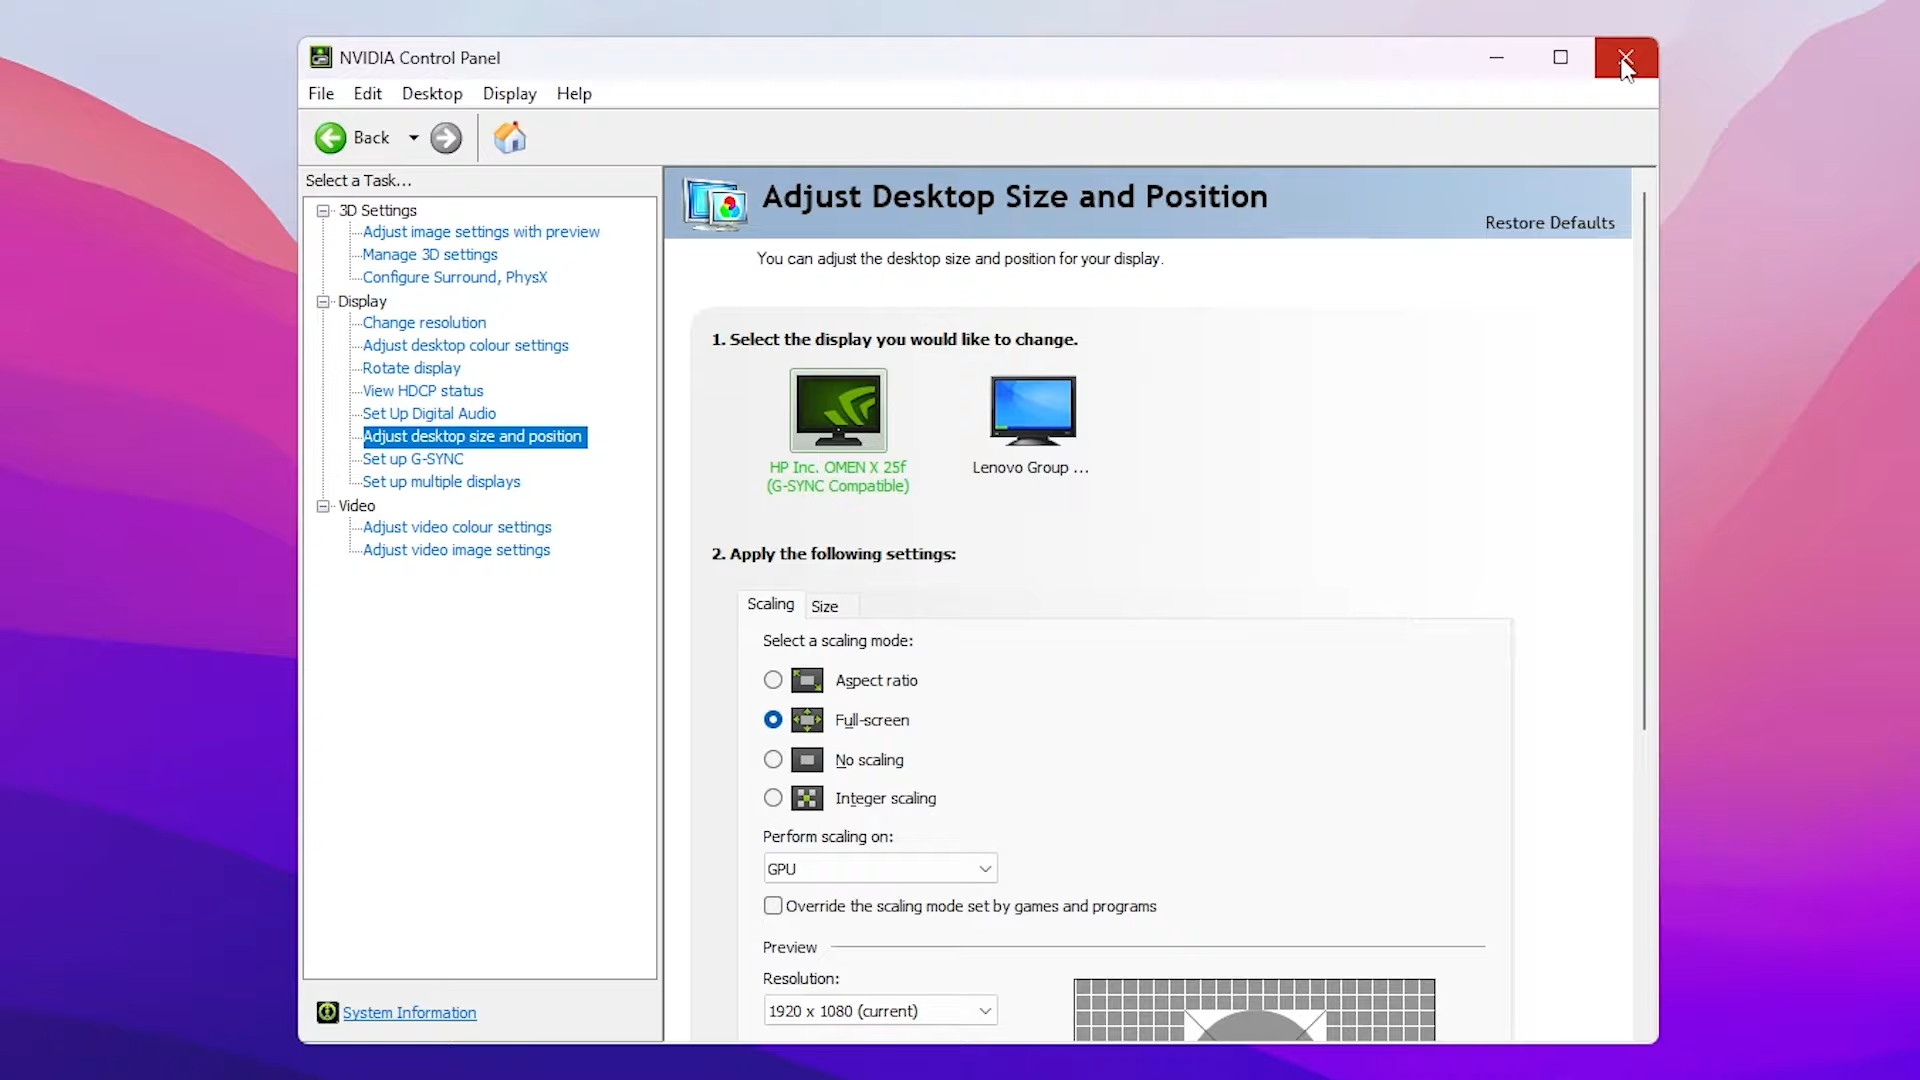 NVIDIA Control Panel
File Edit Desktop Display Help
Back
Select a Task...
3D Settings
Adjust image settings with preview
Manage 3D settings
Configure Surround, PhysX
Display
Change resolution
Adjust desktop colour settings
Rotate display
View HDCP status
Set Up Digital Audio
Adjust desktop size and position
Set up G-SYNC
Set up multiple displays
Video
Adjust video colour settings
Adjust video image settings
System Information
Adjust Desktop Size and Position
Restore Defaults
You can adjust the desktop size and position for your display.
1. Select the display you would like to change.
HP Inc. OMEN X 25f
(G-SYNC Compatible)
Lenovo Group ...
2. Apply the following settings:
Scaling Size
Select a scaling mode:
Aspect ratio
Full-screen
No scaling
Integer scaling
Perform scaling on:
GPU
Override the scaling mode set by games and programs
Preview
Resolution:
1920 x 1080 (current)